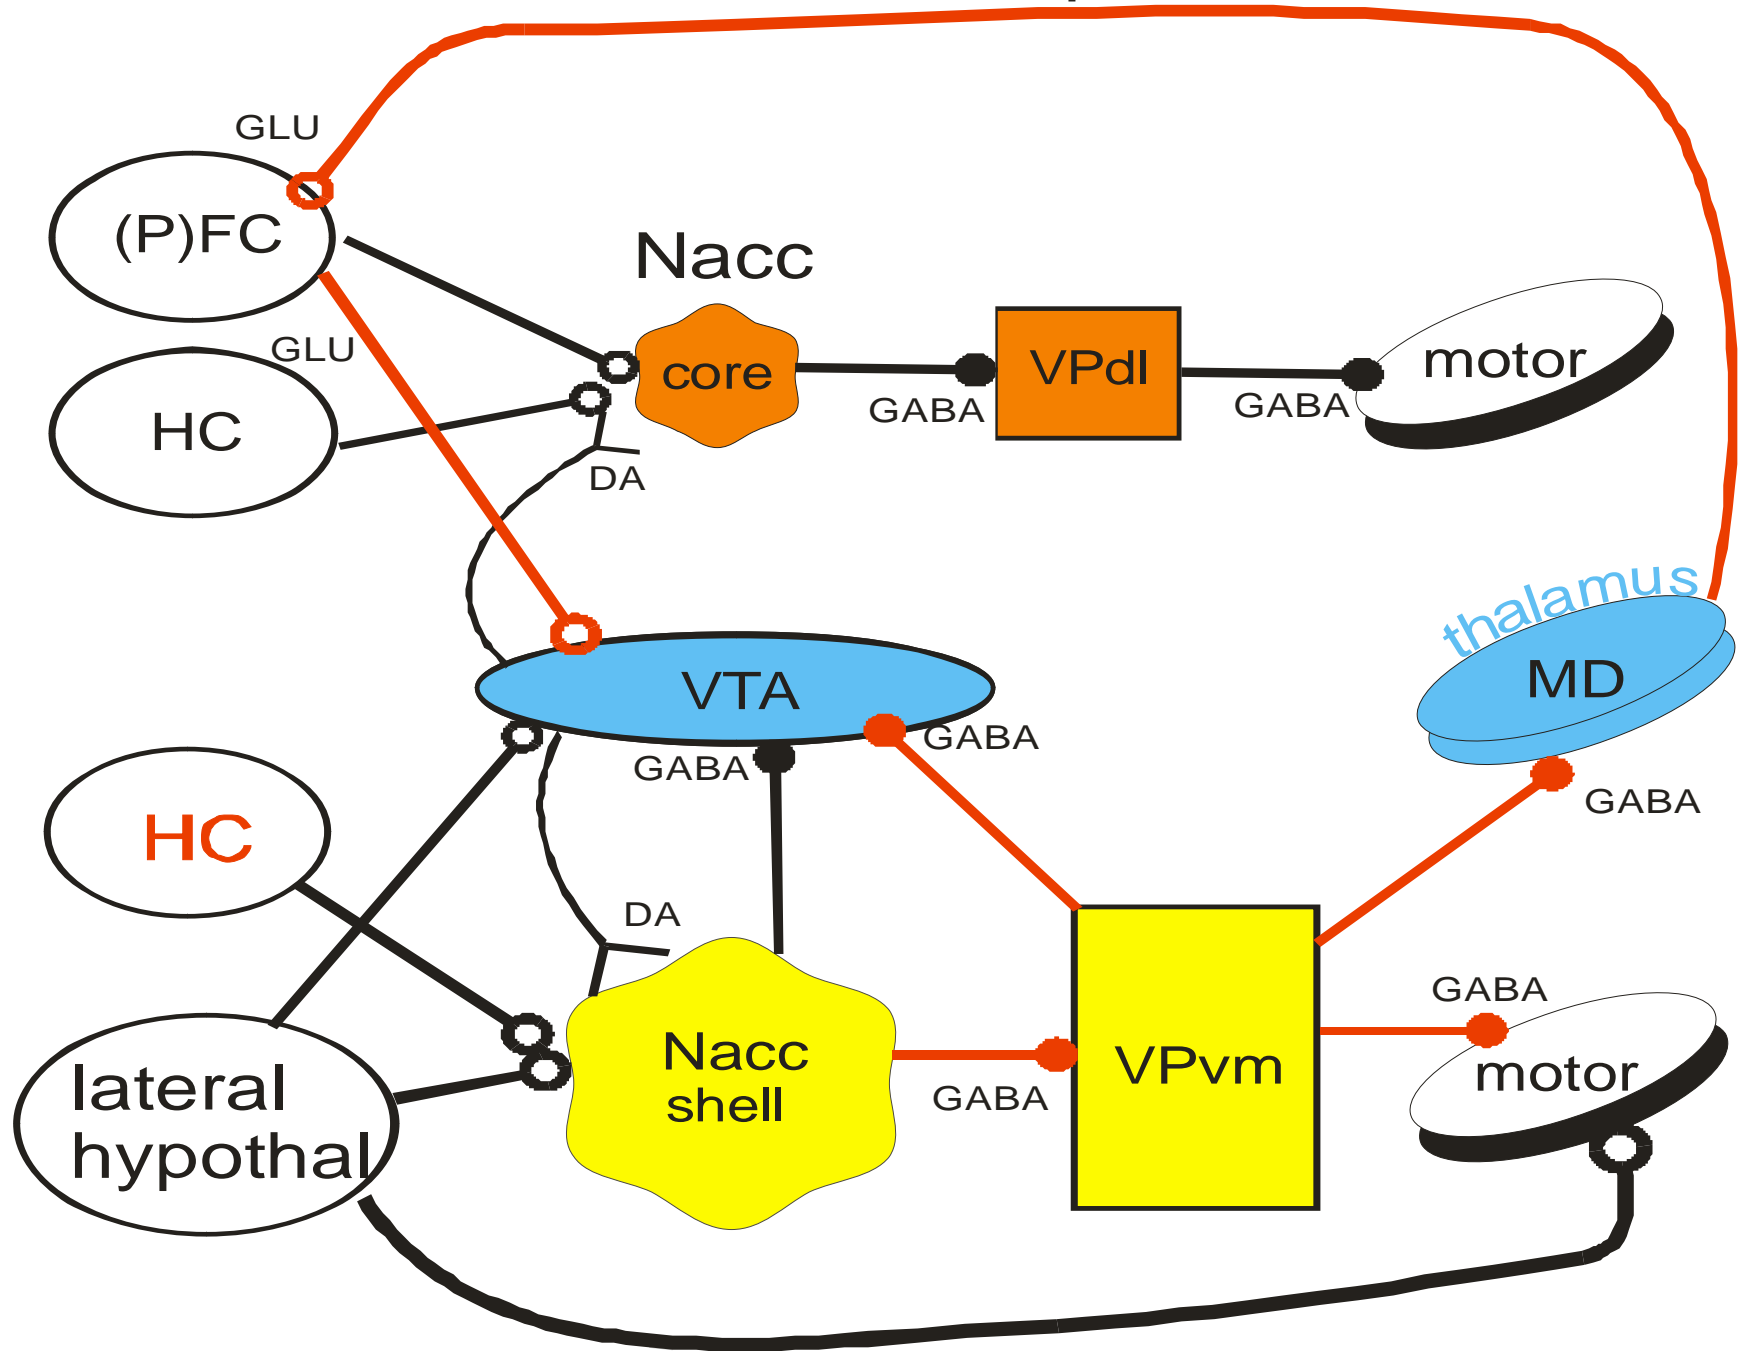 GLU
(P)FC
Nacc
GLU
core
VPdl
motor
HC
GABA
GABA
DA
thalamus
VTA
MD
GABA
GABA
GABA
HC
DA
GABA
Nacc
shell
VPvm
motor
lateral
hypothal
GABA